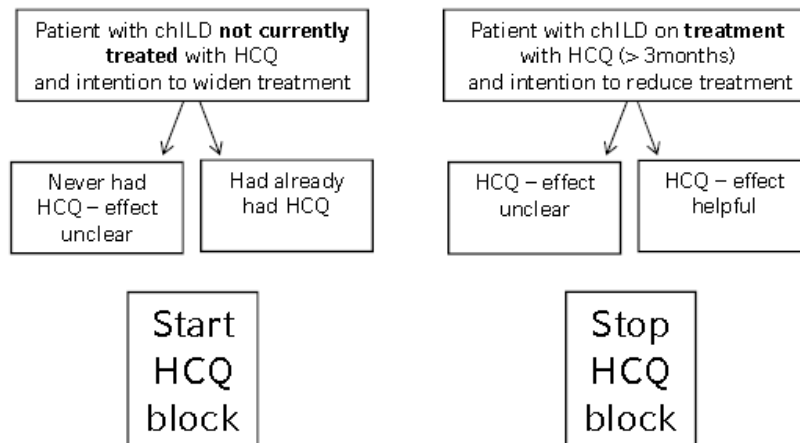 Patient with chILD not currently
treated with HCQ
and intention to widen treatment
Patient with chILD on treatment
with HCQ (> 3months)
and intention to reduce treatment
Never had
HCQ – effect
unclear
Had already
had HCQ
HCQ – effect
unclear
HCQ – effect
helpful
Start
HCQ
block
Stop
HCQ
block